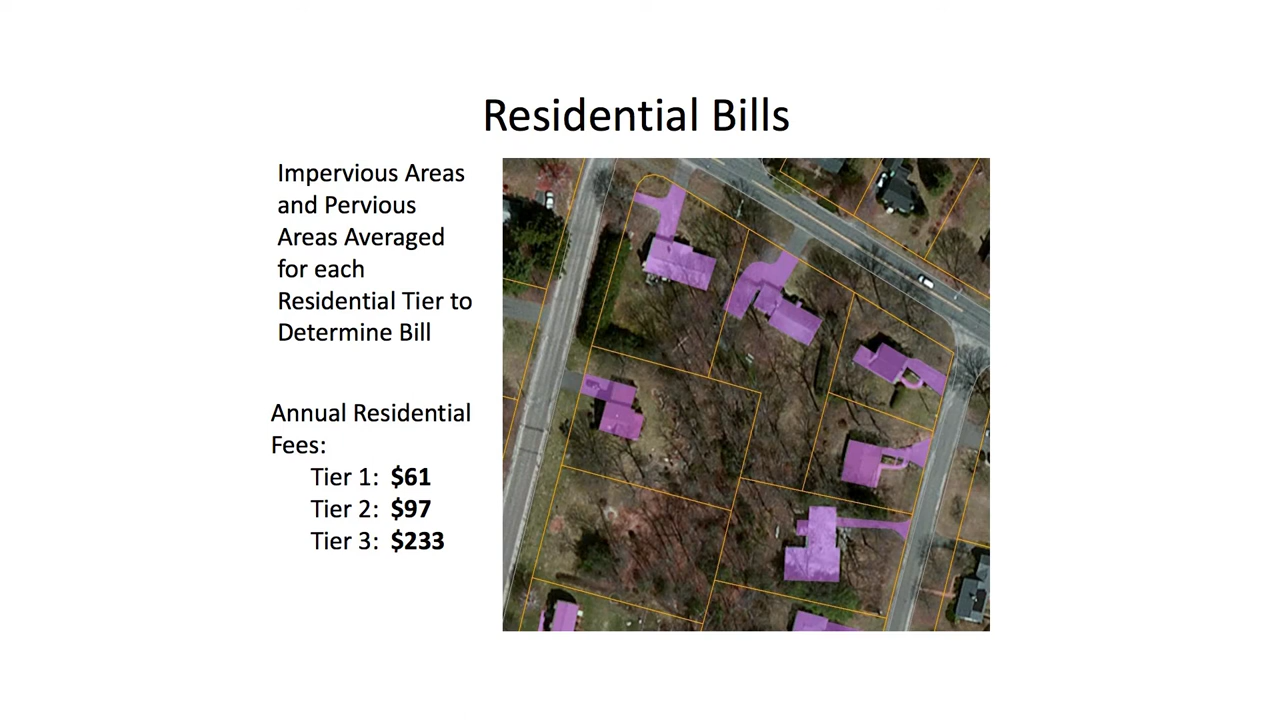 Residential Bills
Impervious Areas
and Pervious
Areas Averaged
for each
Residential Tier to
Determine Bill
Annual Residential
Fees:
Tier 1: $61
Tier 2: $97
Tier 3: $233